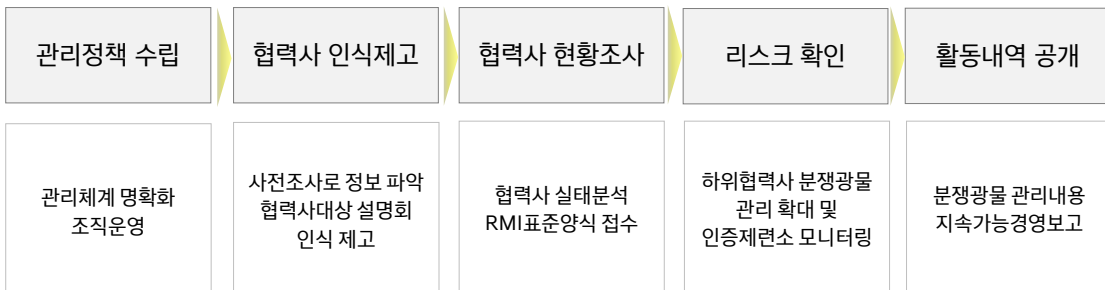 관리정책 수립
협력사 인식제고
협력사 현황조사
리스크 확인
활동내역 공개
관리체계 명확화
조직운영
사전조사로 정보 파악
협력사대상 설명회
인식 제고
협력사 실태분석
RMI표준양식 접수
하위협력사 분쟁광물
관리 확대 및
인증제련소 모니터링
분쟁광물 관리내용
지속가능경영보고